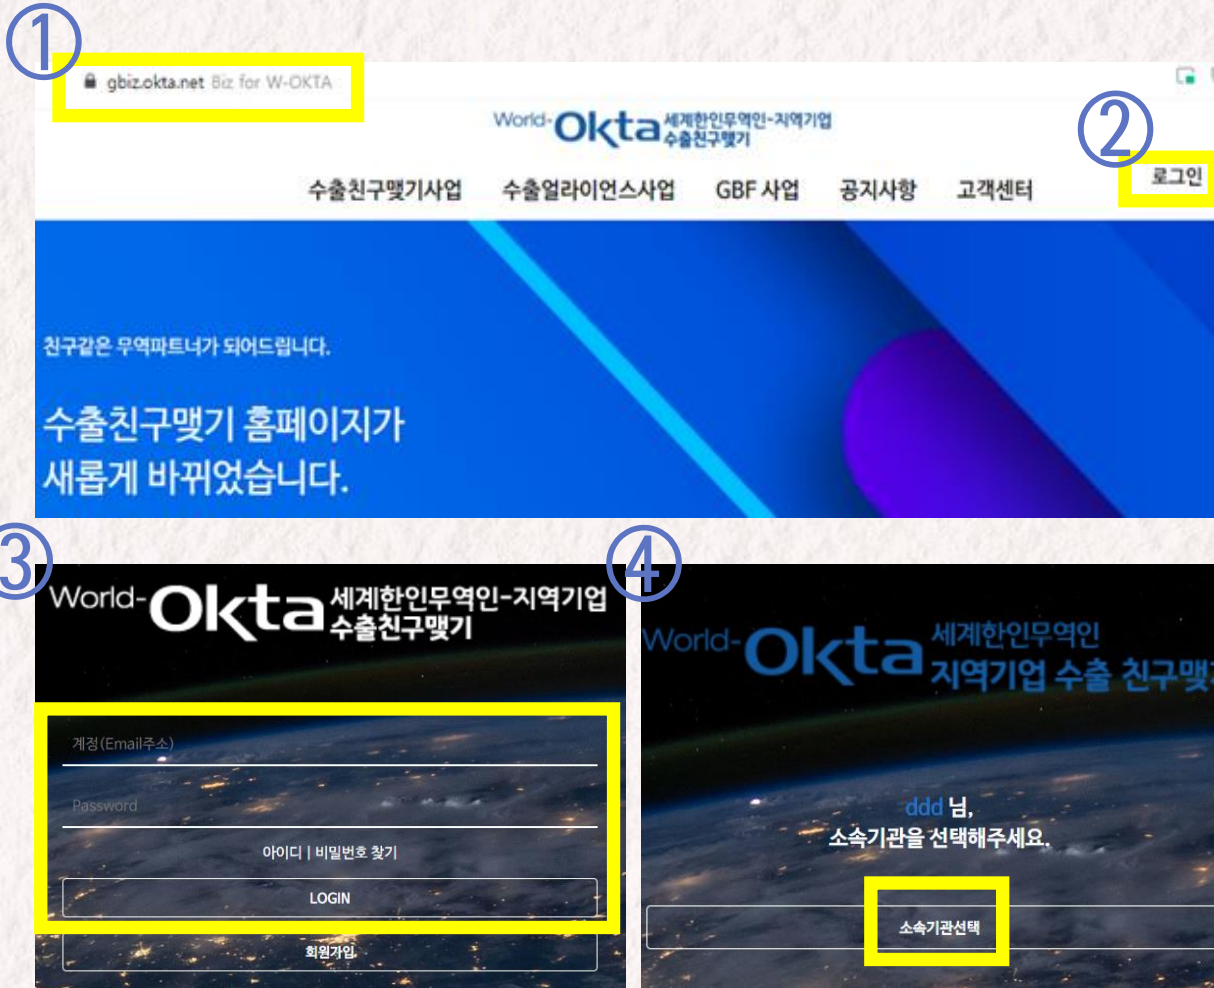 ①
gbiz.okta.net Biz for W-OKTA
World-Okta 세계한인무역인-지역기업
수출친구맺기
②
로그인
수출친구맺기사업 수출얼라이언스사업 GBF 사업 공지사항 고객센터
친구같은 무역파트너가 되어드립니다.
수출친구맺기 홈페이지가
새롭게 바뀌었습니다.
③
World-Okta 세계한인무역인-지역기업
수출친구맺기
계정(Email주소)
Password
아이디 | 비밀번호 찾기
LOGIN
회원가입
④
World-Okta 세계한인무역인
지역기업 수출 친구맺기
ddd 님,
소속기관을 선택해주세요.
소속기관선택